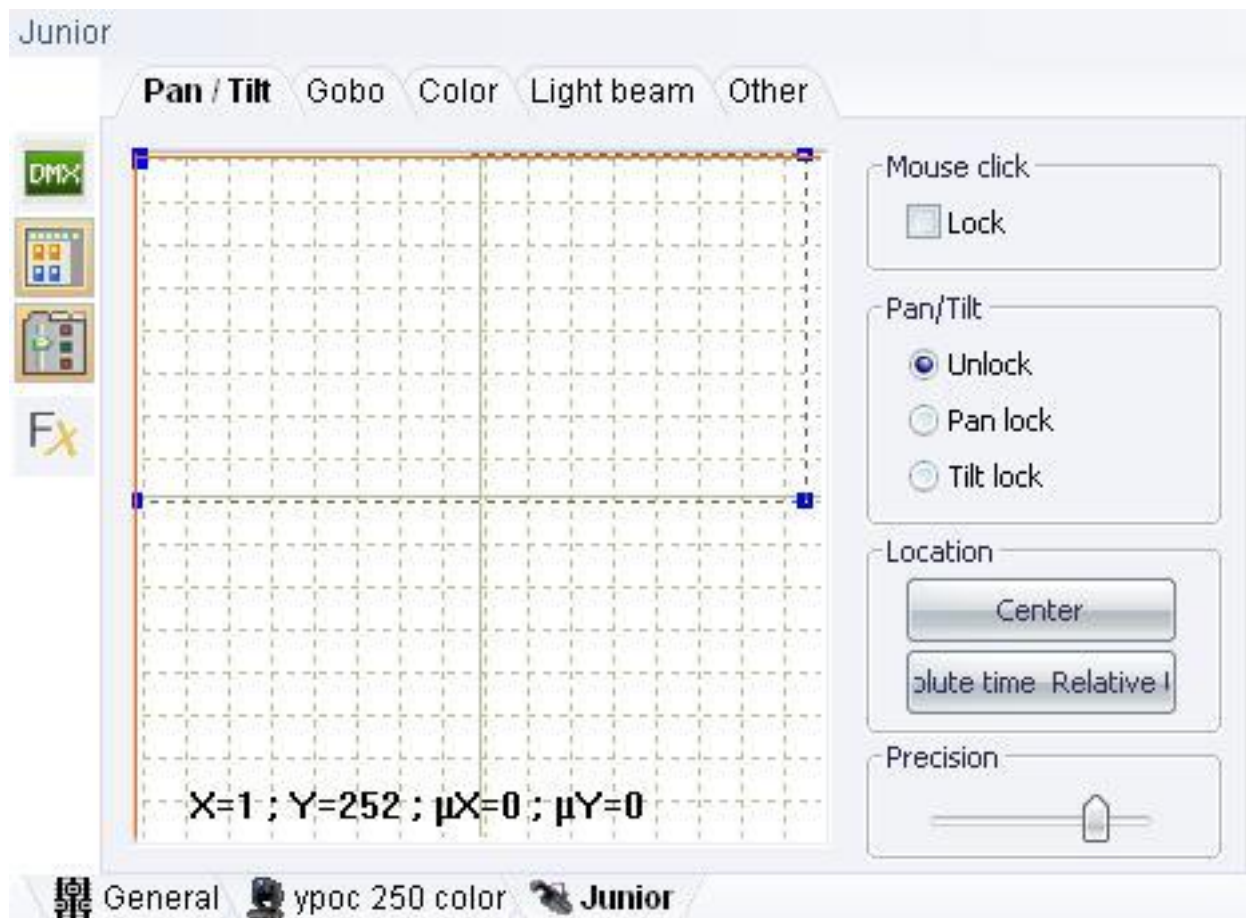 Junior
Pan / Tilt Gobo Color Light beam Other
DMX
Fx
Mouse click
Lock
Pan/Tilt
Unlock
Pan lock
Tilt lock
Location
Center
olute time Relative
Precision
X=1 ; Y=252 ; µX=0 ; µY=0
General ypoc 250 color Junior